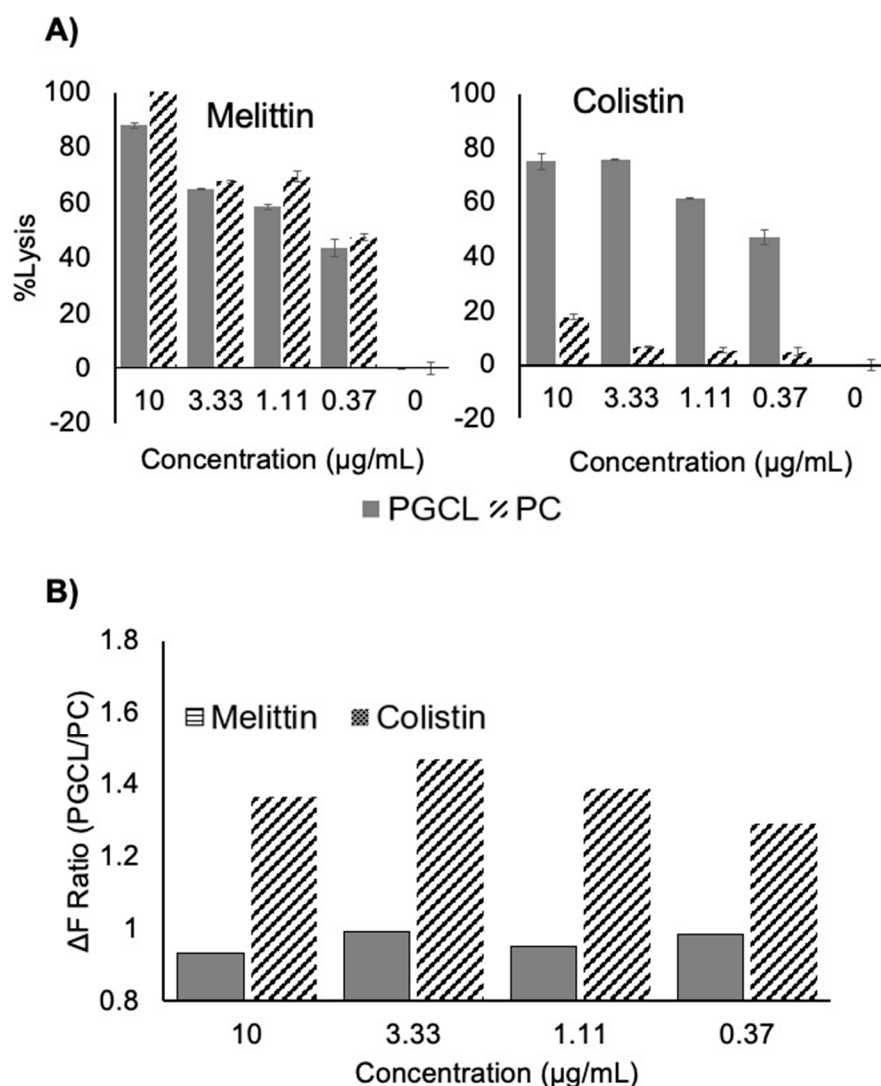 A)
Melittin
Colistin
%Lysis
100
80
60
40
20
0
-20
10 3.33 1.11 0.37 0
Concentration (µg/mL)
100
80
60
40
20
0
-20
10 3.33 1.11 0.37 0
Concentration (µg/mL)
PGCL PC
B)
ΔF Ratio (PGCL/PC)
1.8
1.6
1.4
1.2
1
0.8
Melittin Colistin
10 3.33 1.11 0.37
Concentration (µg/mL)